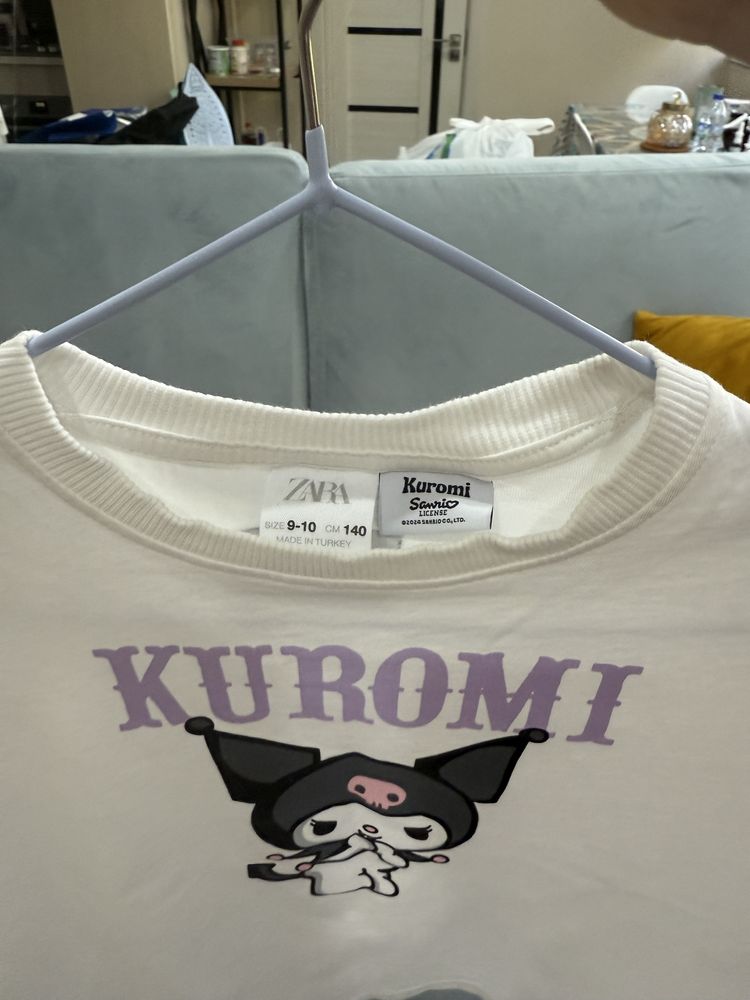 ZARA
SIZE 9-10 CM 140
MADE IN TURKEY
Kuromi
Sanrio
LICENSE
©2024 SANRIO CO., LTD.
KUROMI